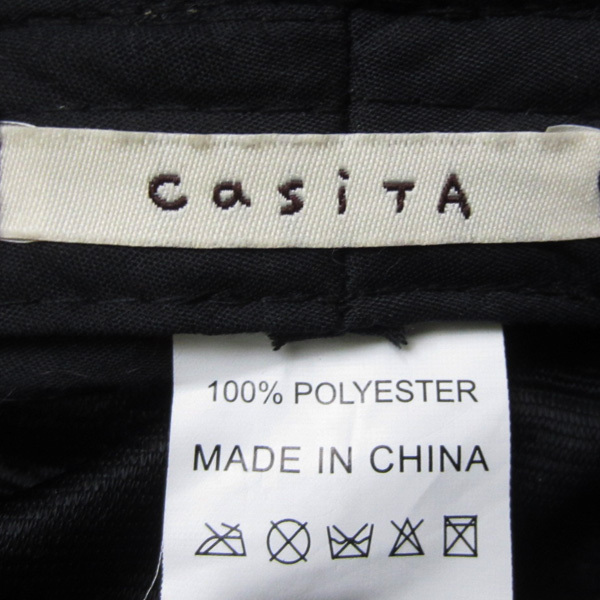 casiTA
100% POLYESTER
MADE IN CHINA